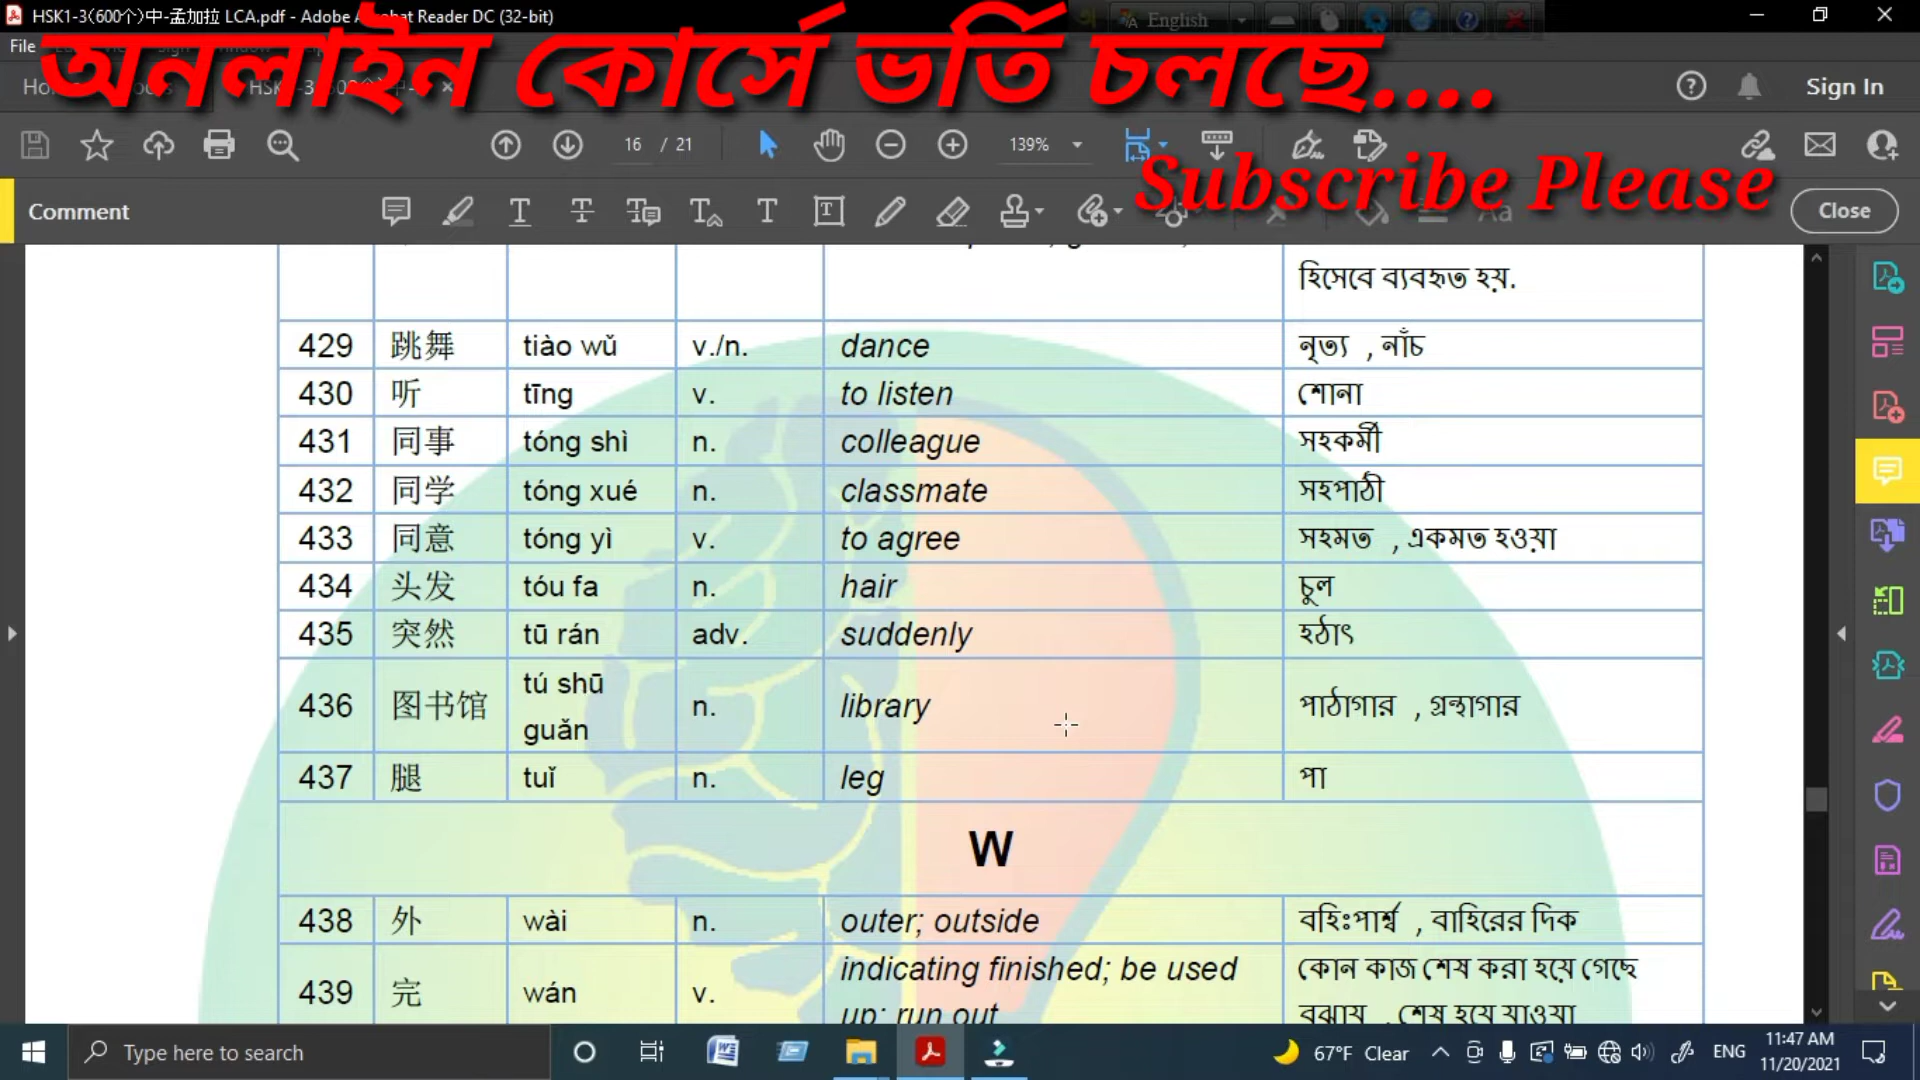 HSK1-3(600个)中-孟加拉 LCA.pdf - Adobe Acrobat Reader DC (32-bit)
English
File
অনলাইন কোর্সে ভর্তি চলছে....
Sign In
16 / 21
139%
Subscribe Please
Comment
Close
হিসেবে ব্যবহৃত হয়.
429 跳舞 tiào wǔ v./n. dance নৃত্য , নাঁচ
430 听 tīng v. to listen শোনা
431 同事 tóng shì n. colleague সহকর্মী
432 同学 tóng xué n. classmate সহপাঠী
433 同意 tóng yì v. to agree সহমত , একমত হওয়া
434 头发 tóu fa n. hair চুল
435 突然 tū rán adv. suddenly হঠাৎ
436 图书馆 tú shū guǎn n. library পাঠাগার , গ্রন্থাগার
437 腿 tuǐ n. leg পা
W
438 外 wài n. outer; outside বহিঃপার্শ্ব , বাহিরের দিক
439 完 wán v. indicating finished; be used up; run out কোন কাজ শেষ করা হয়ে গেছে বুঝায় , শেষ হয়ে যাওয়া
Type here to search
67°F Clear
ENG
11:47 AM
11/20/2021